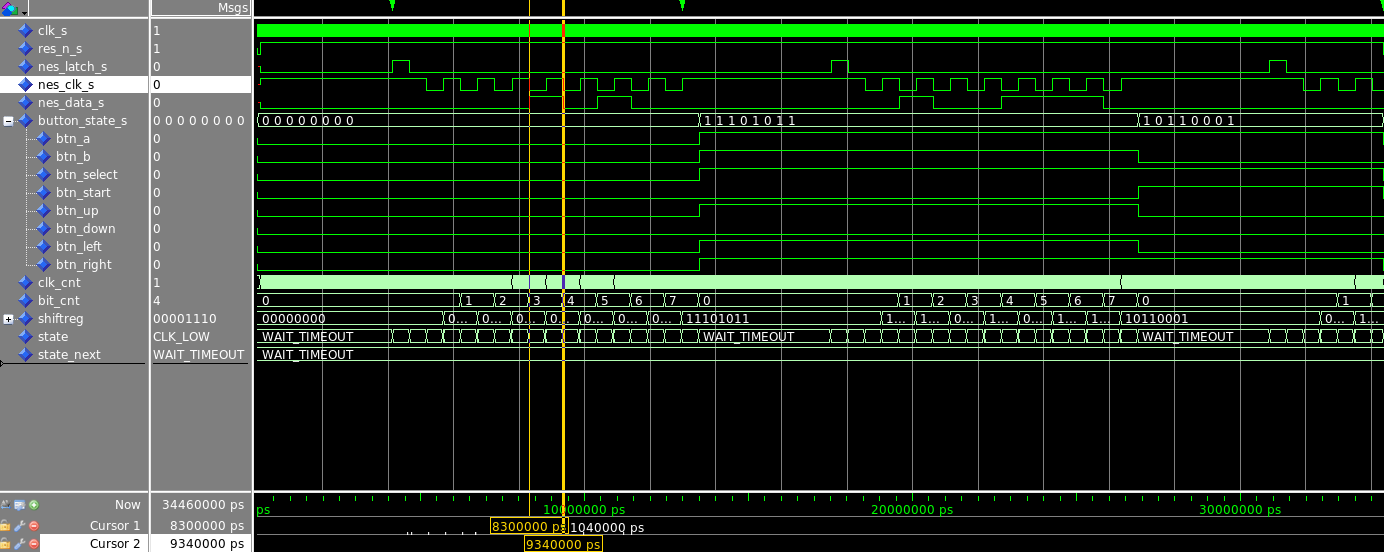 Msgs
clk_s 1
res_n_s 1
nes_latch_s 0
nes_clk_s 0
nes_data_s 0
button_state_s 0 0 0 0 0 0 0 0 0 0 0 0 0 0 0 0 1 1 1 0 1 0 1 1 1 0 1 1 0 0 0 1
btn_a 0
btn_b 0
btn_select 0
btn_start 0
btn_up 0
btn_down 0
btn_left 0
btn_right 0
clk_cnt 1
bit_cnt 4 0 1 2 3 4 5 6 7 0 1 2 3 4 5 6 7 0 1
shiftreg 00001110 00000000 0... 0... 0... 0... 0... 0... 0... 11101011 1... 1... 0... 1... 0... 1... 1... 10110001 0... 1...
state CLK_LOW WAIT_TIMEOUT WAIT_TIMEOUT WAIT_TIMEOUT
state_next WAIT_TIMEOUT WAIT_TIMEOUT
Now 34460000 ps ps 10000000 ps 20000000 ps 30000000 ps
Cursor 1 8300000 ps 8300000 ps 1040000 ps
Cursor 2 9340000 ps 9340000 ps